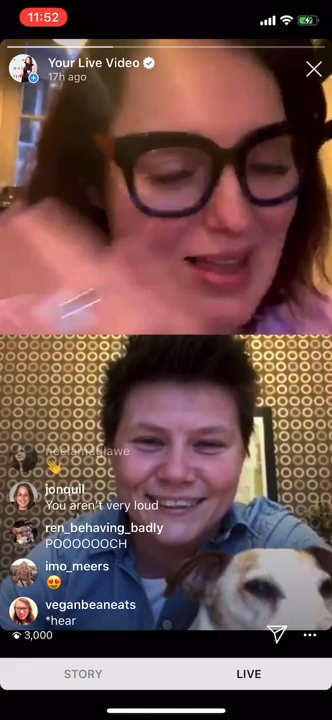 11:52
Your Live Video
17h ago
neelamaglawe
👋
jonquil
You aren't very loud
ren_behaving_badly
POOOOOOCH
imo_meers
😍
veganbeaneats
*hear
3,000
STORY
LIVE